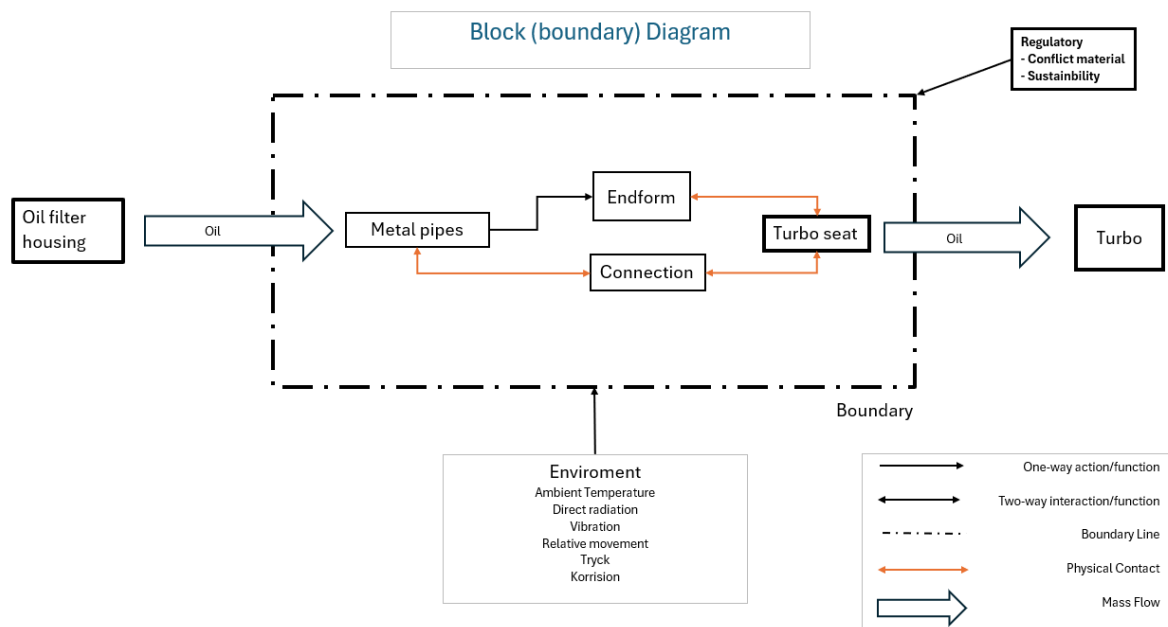 Block (boundary) Diagram
Regulatory
- Conflict material
- Sustainbility
Oil filter
housing
Oil
Metal pipes
Endform
Connection
Turbo seat
Oil
Turbo
Boundary
Enviroment
Ambient Temperature
Direct radiation
Vibration
Relative movement
Tryck
Korrision
One-way action/function
Two-way interaction/function
Boundary Line
Physical Contact
Mass Flow